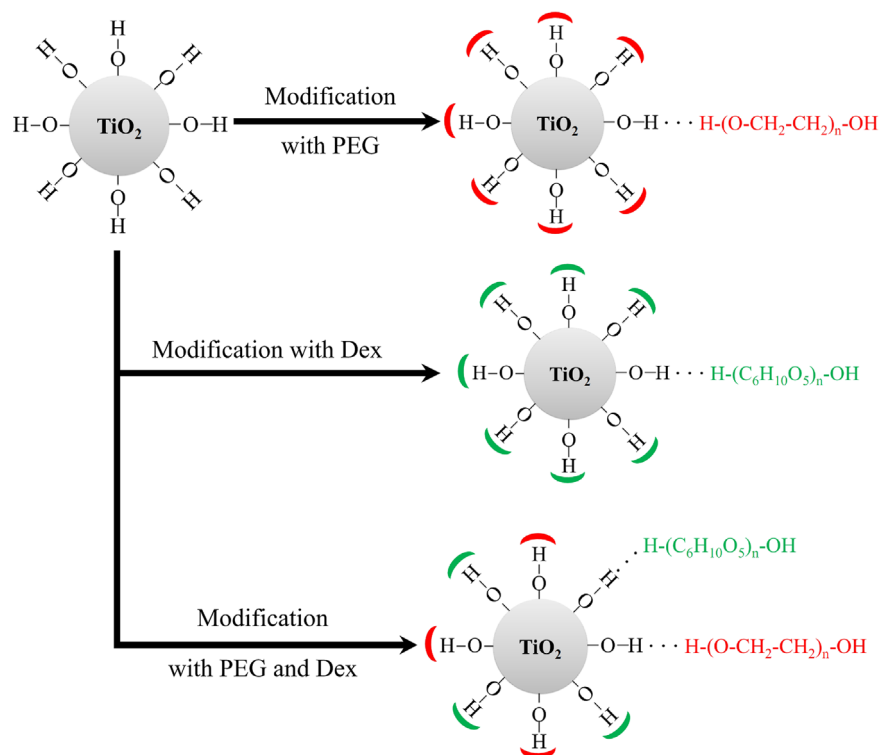 H H H
O O O
H-O- TiO₂ -O-H
O O O
H H H
Modification
with PEG
H H H
O O O
H-O- TiO₂ -O-H ··· H-(O-CH₂-CH₂)ₙ-OH
O O O
H H H
Modification with Dex
H H H
O O O
H-O- TiO₂ -O-H ··· H-(C₆H₁₀O₅)ₙ-OH
O O O
H H H
Modification
with PEG and Dex
H H H ··· H-(C₆H₁₀O₅)ₙ-OH
O O O
H-O- TiO₂ -O-H ··· H-(O-CH₂-CH₂)ₙ-OH
O O O
H H H